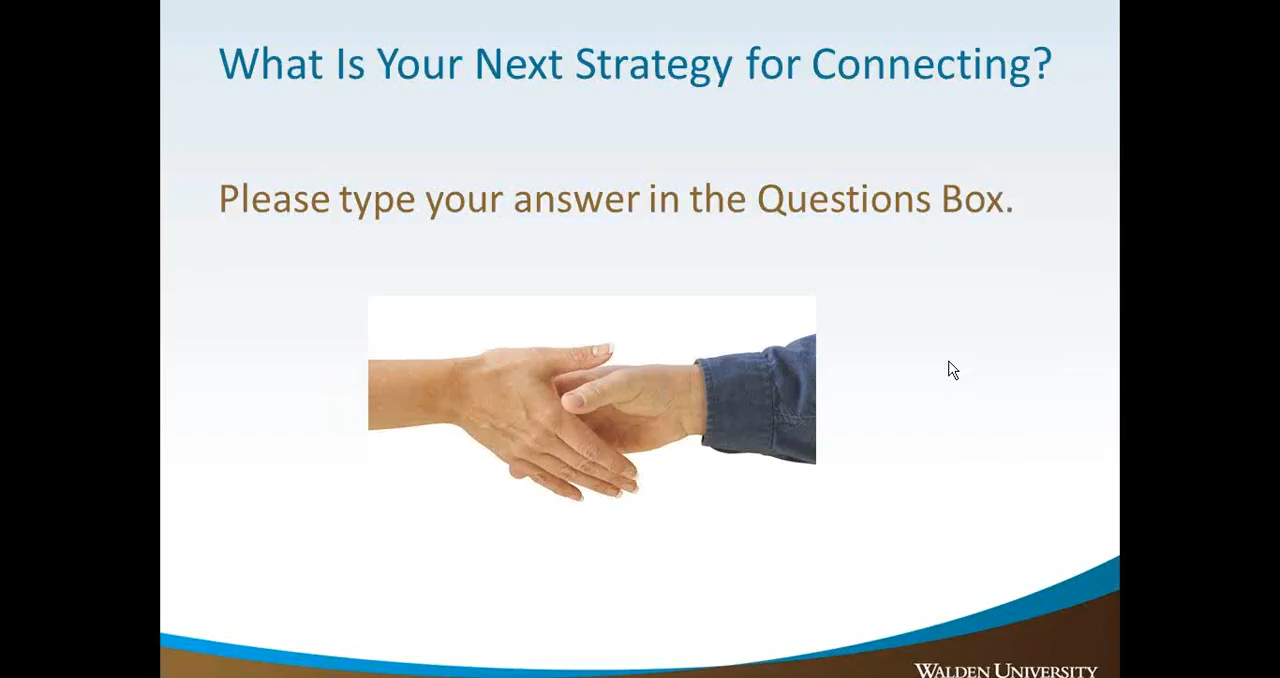 What Is Your Next Strategy for Connecting?
Please type your answer in the Questions Box.
WALDEN UNIVERSITY